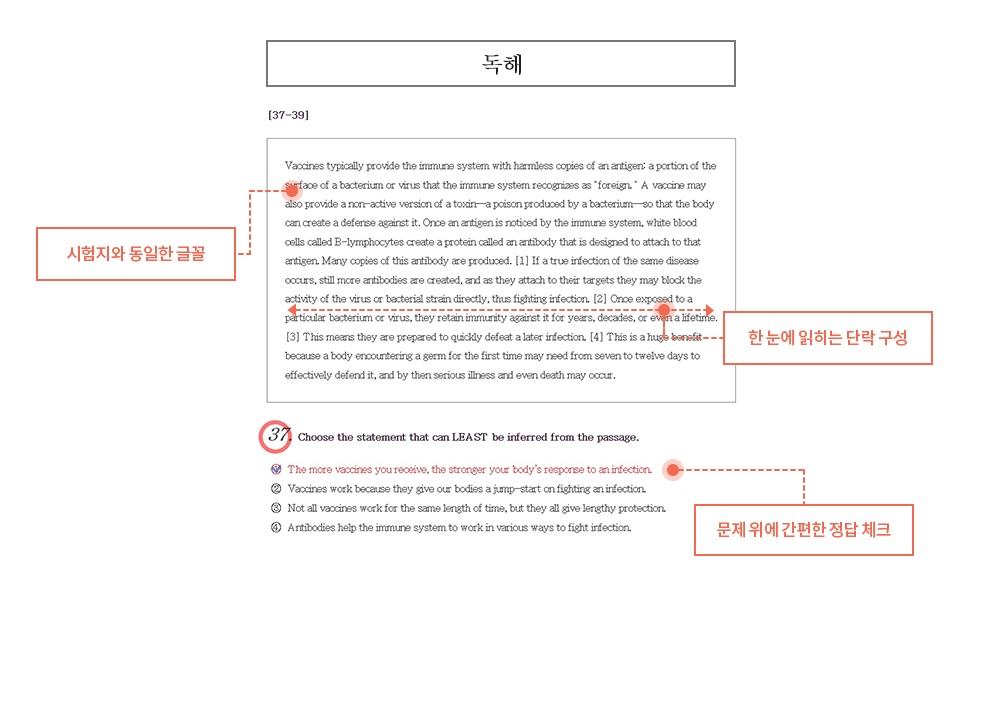 독해
[37-39]
Vaccines typically provide the immune system with harmless copies of an antigen: a portion of the
surface of a bacterium or virus that the immune system recognizes as "foreign." A vaccine may
also provide a non-active version of a toxin—a poison produced by a bacterium—so that the body
can create a defense against it. Once an antigen is noticed by the immune system, white blood
cells called B-lymphocytes create a protein called an antibody that is designed to attach to that
antigen. Many copies of this antibody are produced. [1] If a true infection of the same disease
occurs, still more antibodies are created, and as they attach to their targets they may block the
activity of the virus or bacterial strain directly, thus fighting infection. [2] Once exposed to a
particular bacterium or virus, they retain immunity against it for years, decades, or even a lifetime.
[3] This means they are prepared to quickly defeat a later infection. [4] This is a huge benefit
because a body encountering a germ for the first time may need from seven to twelve days to
effectively defend it, and by then serious illness and even death may occur.
시험지와 동일한 글꼴
한 눈에 읽히는 단락 구성
37. Choose the statement that can LEAST be inferred from the passage.
① The more vaccines you receive, the stronger your body's response to an infection.
② Vaccines work because they give our bodies a jump-start on fighting an infection.
③ Not all vaccines work for the same length of time, but they all give lengthy protection.
④ Antibodies help the immune system to work in various ways to fight infection.
문제 위에 간편한 정답 체크